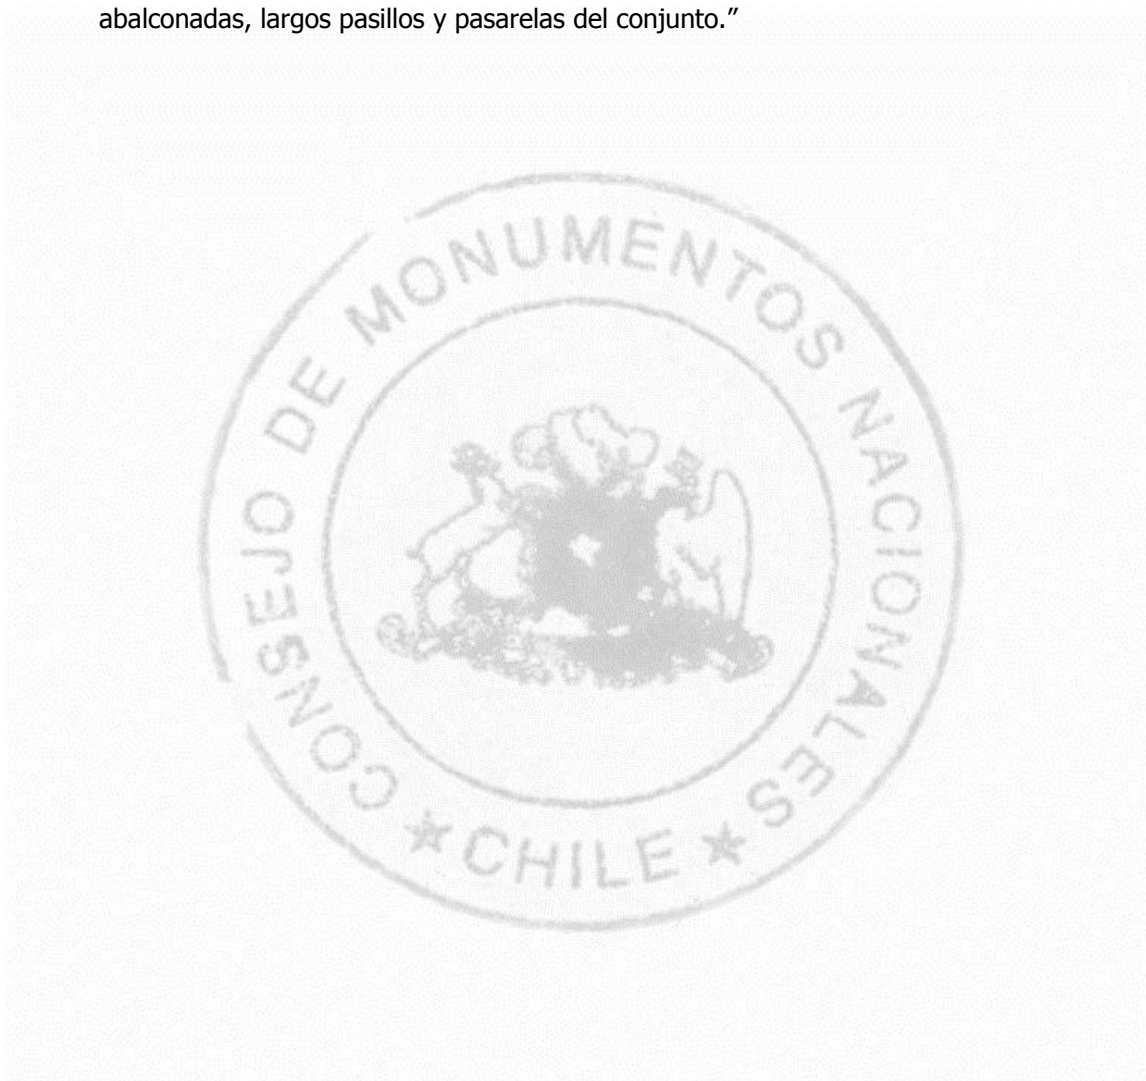 abalconadas, largos pasillos y pasarelas del conjunto.”
CONSEJO DE MONUMENTOS NACIONALES
★ CHILE ★